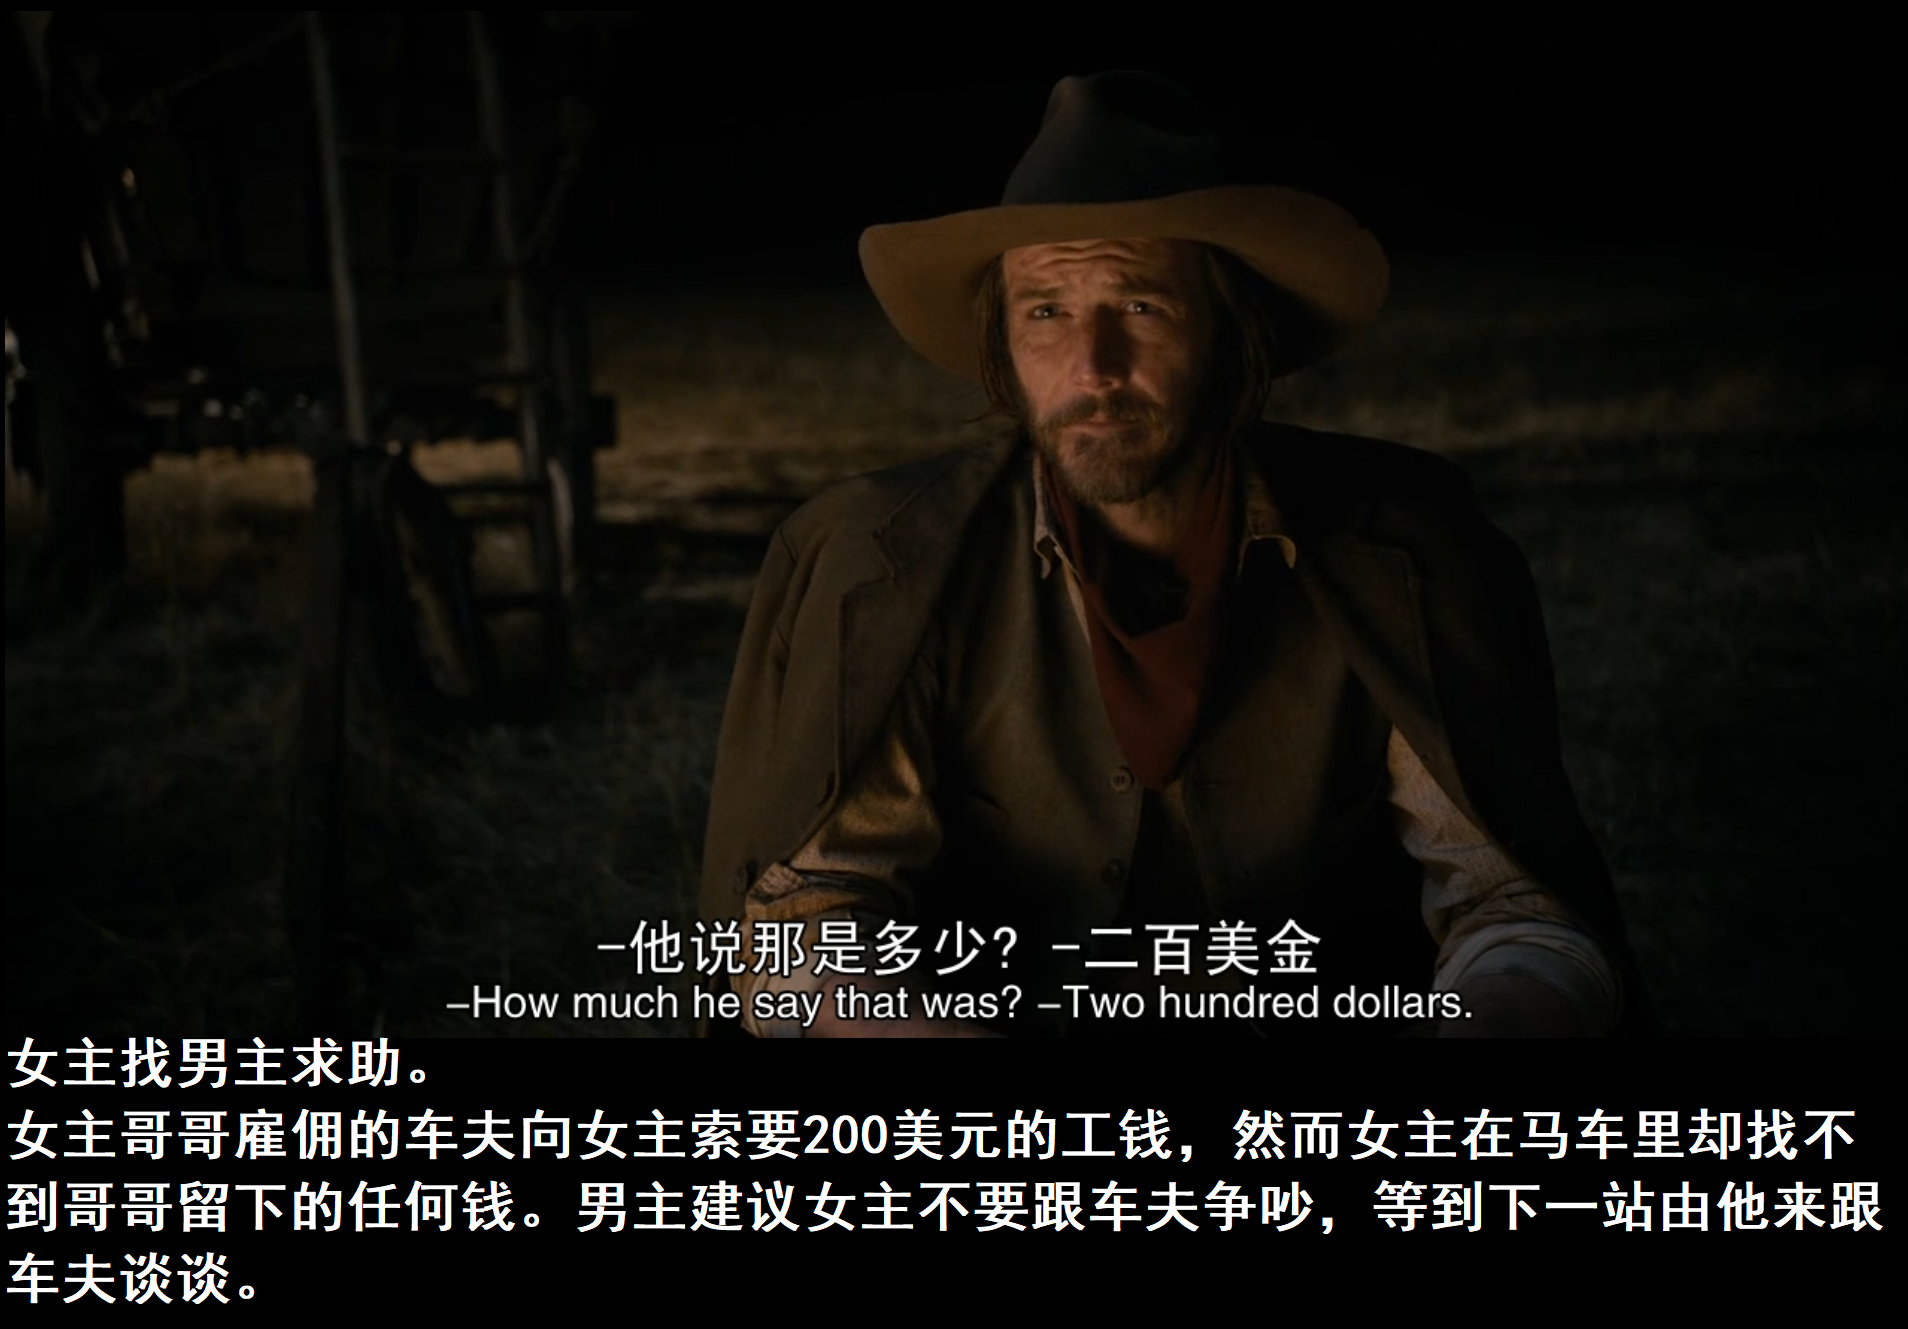 -他说那是多少? -二百美金
-How much he say that was? -Two hundred dollars.
女主找男主求助。
女主哥哥雇佣的车夫向女主索要200美元的工钱，然而女主在马车里却找不
到哥哥留下的任何钱。男主建议女主不要跟车夫争吵，等到下一站由他来跟
车夫谈谈。